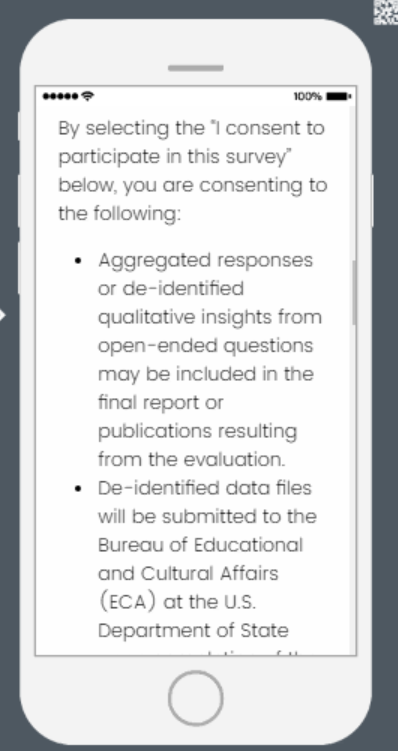 100%
By selecting the "I consent to
participate in this survey"
below, you are consenting to
the following:
• Aggregated responses
or de-identified
qualitative insights from
open-ended questions
may be included in the
final report or
publications resulting
from the evaluation.
• De-identified data files
will be submitted to the
Bureau of Educational
and Cultural Affairs
(ECA) at the U.S.
Department of State